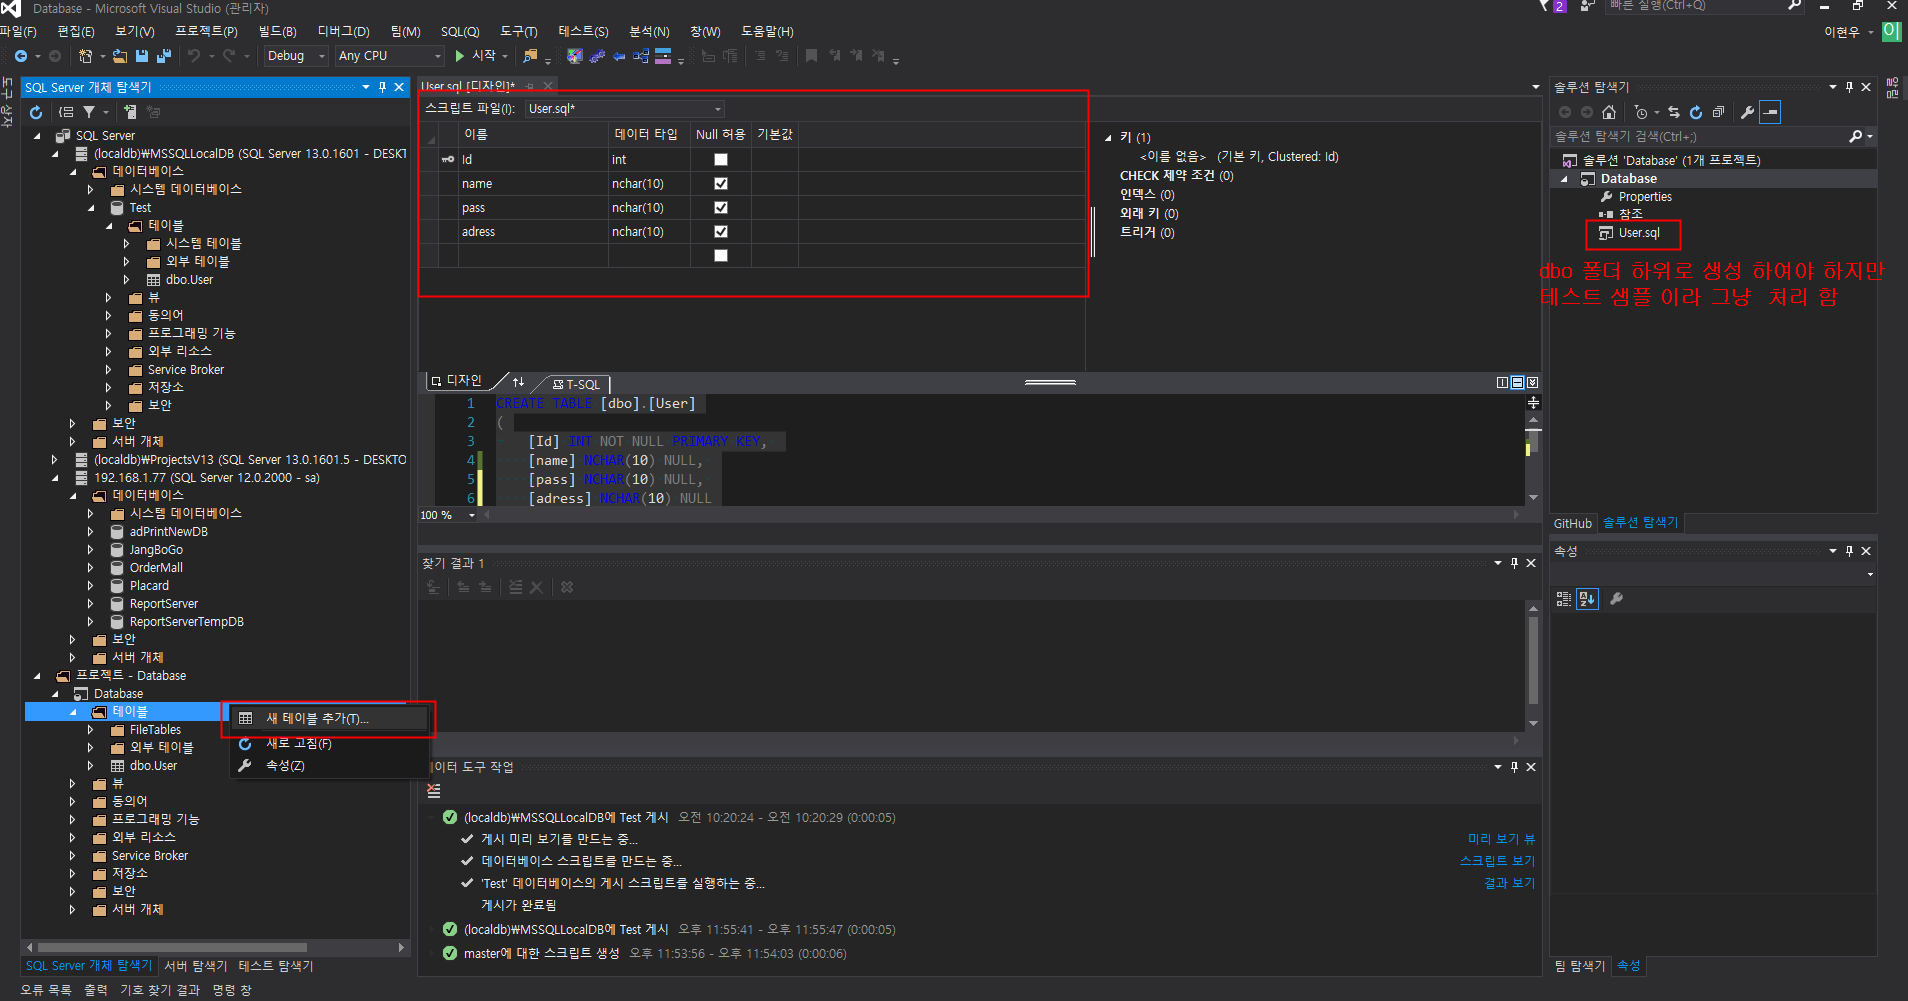 Database - Microsoft Visual Studio (관리자)
2
빠른 실행(Ctrl+Q)
파일(F) 편집(E) 보기(V) 프로젝트(P) 빌드(B) 디버그(D) 팀(M) SQL(Q) 도구(T) 테스트(S) 분석(N) 창(W) 도움말(H)
이현우
Debug Any CPU 시작
SQL Server 개체 탐색기
SQL Server
(localdb)\MSSQLLocalDB (SQL Server 13.0.1601 - DESKT
데이터베이스
시스템 데이터베이스
Test
테이블
시스템 테이블
외부 테이블
dbo.User
뷰
동의어
프로그래밍 기능
외부 리소스
Service Broker
저장소
보안
보안
서버 개체
(localdb)\ProjectsV13 (SQL Server 13.0.1601.5 - DESKTO
192.168.1.77 (SQL Server 12.0.2000 - sa)
데이터베이스
시스템 데이터베이스
adPrintNewDB
JangBoGo
OrderMall
Placard
ReportServer
ReportServerTempDB
보안
서버 개체
프로젝트 - Database
Database
테이블
FileTables
외부 테이블
dbo.User
뷰
동의어
프로그래밍 기능
외부 리소스
Service Broker
저장소
보안
서버 개체
새 테이블 추가(T)...
새로 고침(F)
속성(Z)
SQL Server 개체 탐색기 서버 탐색기 테스트 탐색기
오류 목록 출력 기호 찾기 결과 명령 창
User.sql [디자인]*
스크립트 파일(I): User.sql*
이름 데이터 타입 Null 허용 기본값
Id int
name nchar(10)
pass nchar(10)
adress nchar(10)
키 (1)
<이름 없음> (기본 키, Clustered: Id)
CHECK 제약 조건 (0)
인덱스 (0)
외래 키 (0)
트리거 (0)
디자인 T-SQL
1 CREATE TABLE [dbo].[User]
2 (
3 [Id] INT NOT NULL PRIMARY KEY,
4 [name] NCHAR(10) NULL,
5 [pass] NCHAR(10) NULL,
6 [adress] NCHAR(10) NULL
100 %
찾기 결과 1
이터 도구 작업
(localdb)\MSSQLLocalDB에 Test 게시 오전 10:20:24 - 오전 10:20:29 (0:00:05)
게시 미리 보기를 만드는 중... 미리 보기 뷰
데이터베이스 스크립트를 만드는 중... 스크립트 보기
'Test' 데이터베이스의 게시 스크립트를 실행하는 중... 결과 보기
게시가 완료됨
(localdb)\MSSQLLocalDB에 Test 게시 오후 11:55:41 - 오후 11:55:47 (0:00:05)
master에 대한 스크립트 생성 오후 11:53:56 - 오후 11:54:03 (0:00:06)
솔루션 탐색기
솔루션 탐색기 검색(Ctrl+;)
솔루션 'Database' (1개 프로젝트)
Database
Properties
참조
User.sql
dbo 폴더 하위로 생성 하여야 하지만
테스트 샘플 이라 그냥 처리 함
GitHub 솔루션 탐색기
속성
팀 탐색기 속성